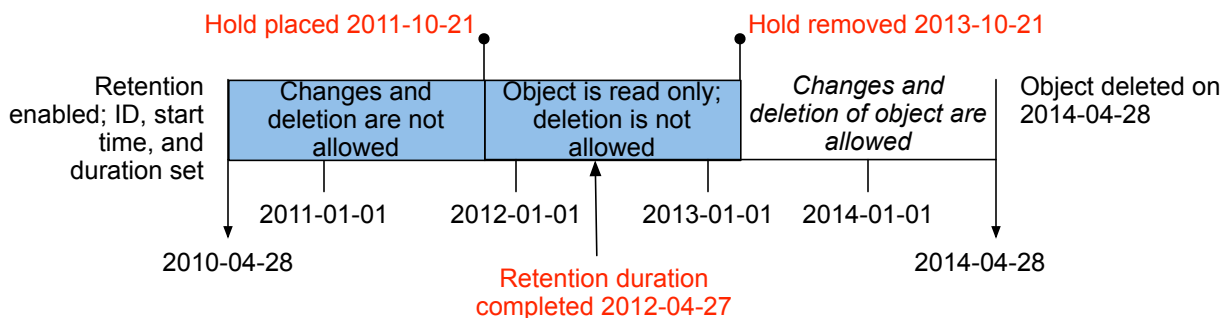 Hold placed 2011-10-21
Hold removed 2013-10-21
Retention
enabled; ID, start
time, and
duration set
Changes and
deletion are not
allowed
Object is read only;
deletion is not
allowed
Changes and
deletion of object are
allowed
Object deleted on
2014-04-28
2011-01-01
2012-01-01
2013-01-01
2014-01-01
2010-04-28
2014-04-28
Retention duration
completed 2012-04-27